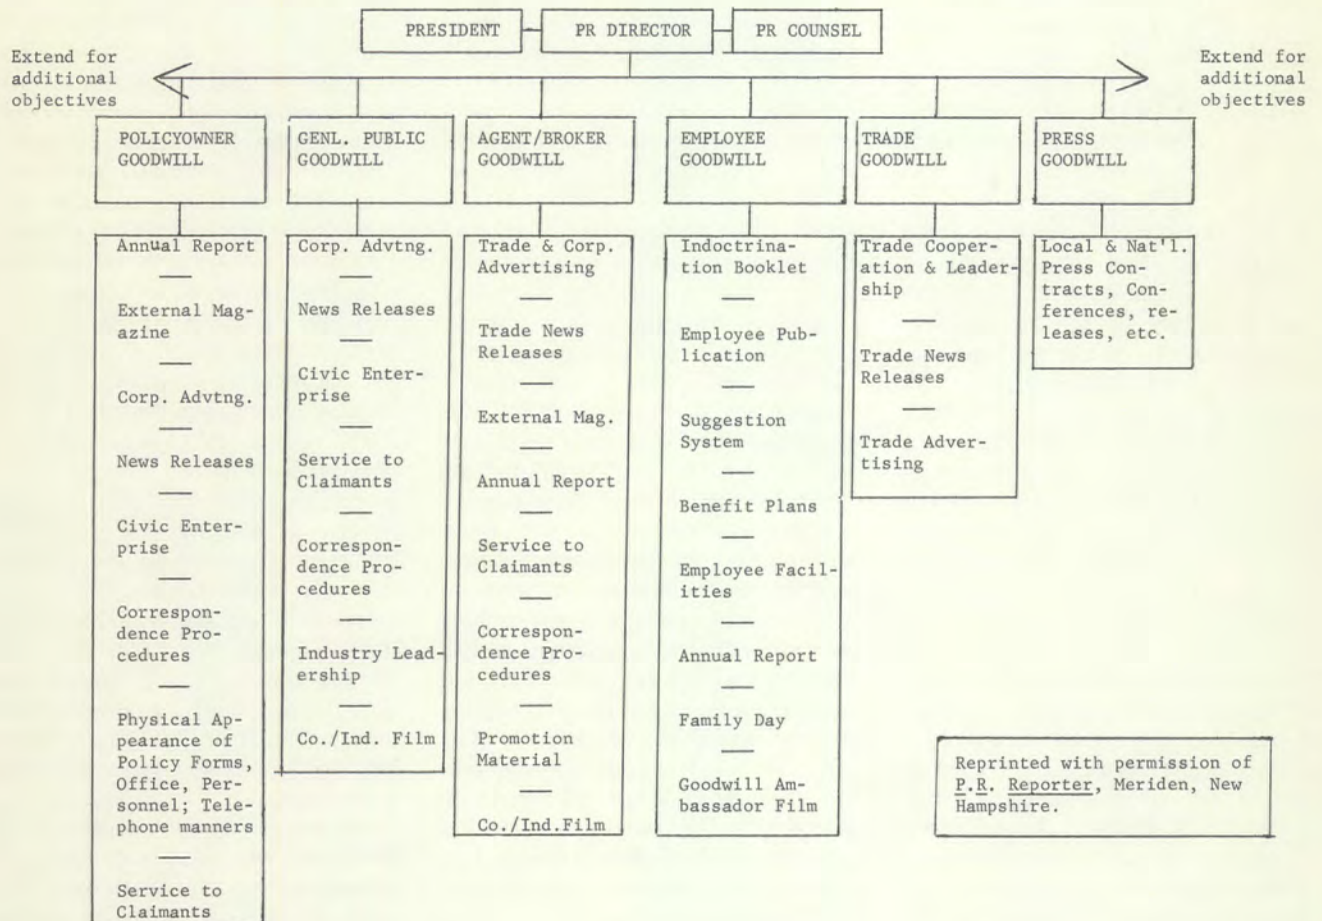 PRESIDENT
PR DIRECTOR
PR COUNSEL
Extend for
additional
objectives
Extend for
additional
objectives
POLICYOWNER
GOODWILL
GENL. PUBLIC
GOODWILL
AGENT/BROKER
GOODWILL
EMPLOYEE
GOODWILL
TRADE
GOODWILL
PRESS
GOODWILL
Annual Report
External Mag-
azine
Corp. Advtng.
News Releases
Civic Enter-
prise
Correspon-
dence Pro-
cedures
Physical Ap-
pearance of
Policy Forms,
Office, Per-
sonnel; Tele-
phone manners
Service to
Claimants
Corp. Advtng.
News Releases
Civic Enter-
prise
Service to
Claimants
Correspon-
dence Pro-
cedures
Industry Lead-
ership
Co./Ind. Film
Trade & Corp.
Advertising
Trade News
Releases
External Mag.
Annual Report
Service to
Claimants
Correspon-
dence Pro-
cedures
Promotion
Material
Co./Ind.Film
Indoctrina-
tion Booklet
Employee Pub-
lication
Suggestion
System
Benefit Plans
Employee Facil-
ities
Annual Report
Family Day
Goodwill Am-
bassador Film
Trade Cooper-
ation & Leader-
ship
Trade News
Releases
Trade Adver-
tising
Local & Nat'l.
Press Con-
tracts, Con-
ferences, re-
leases, etc.
Reprinted with permission of
P.R. Reporter, Meriden, New
Hampshire.